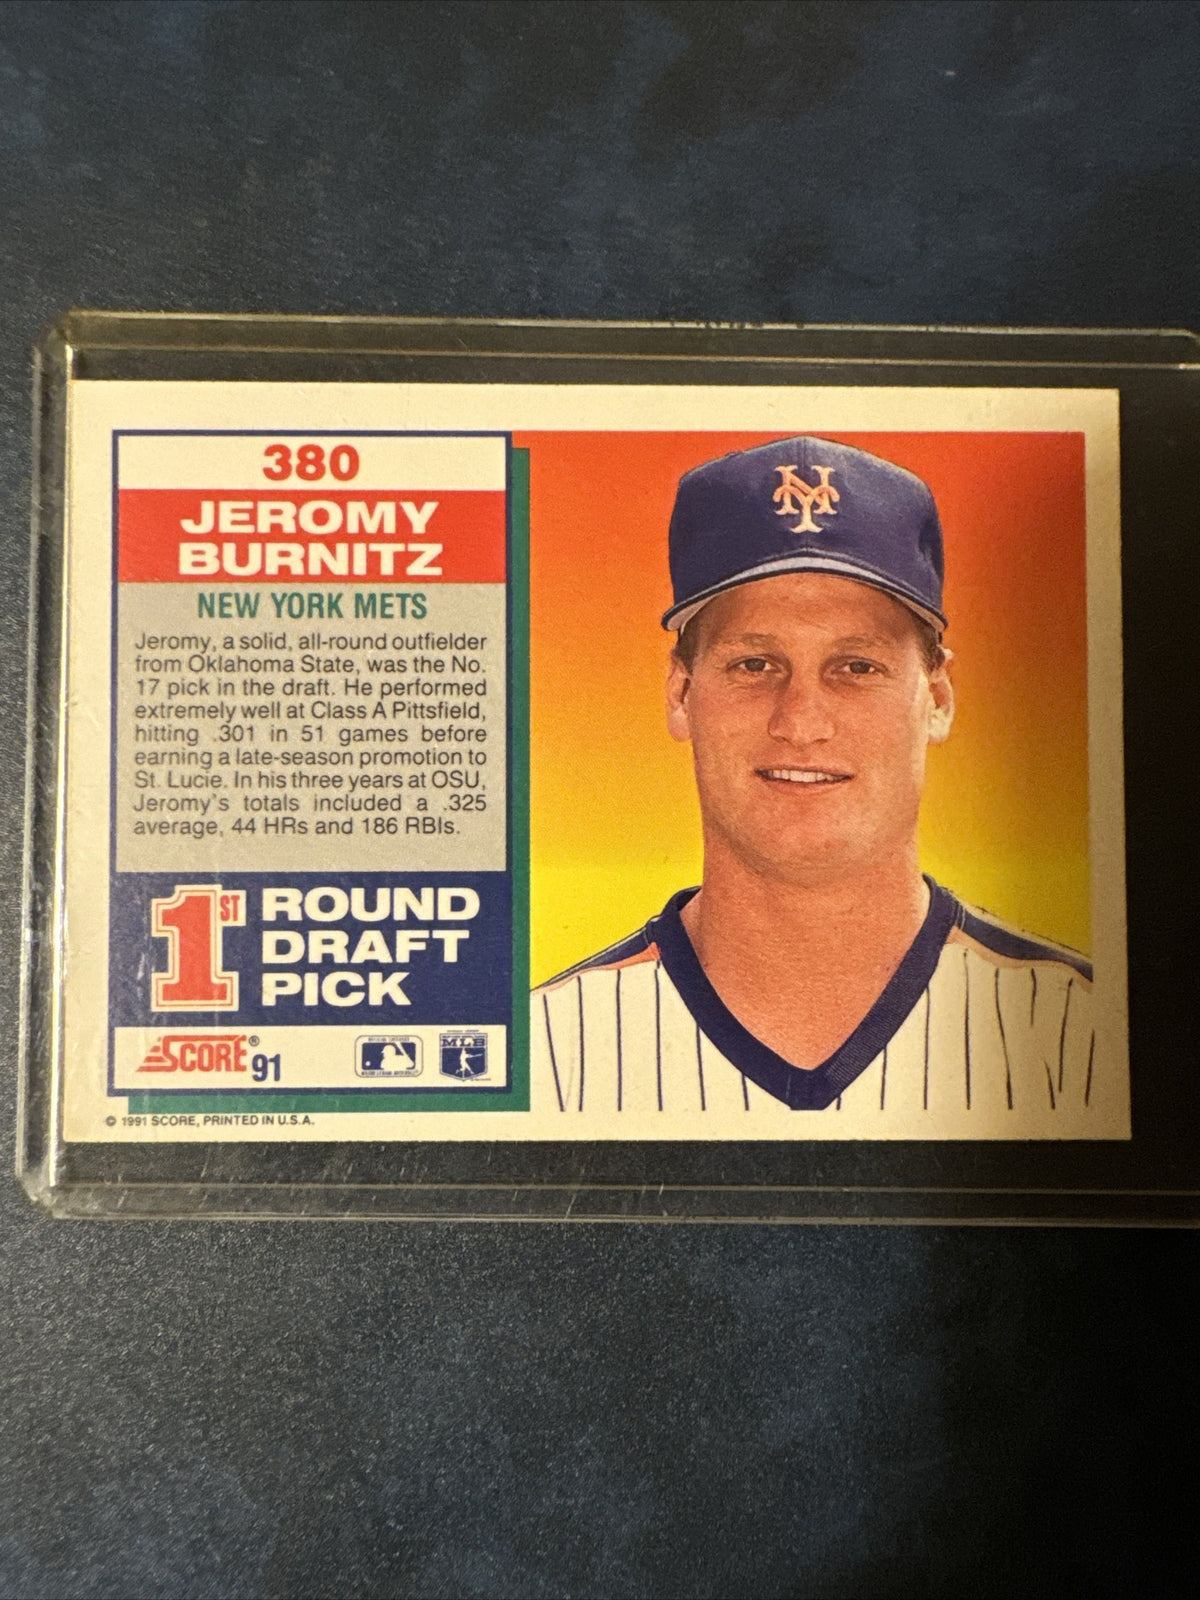 380
JEROMY
BURNITZ
NEW YORK METS
Jeromy, a solid, all-round outfielder
from Oklahoma State, was the No.
17 pick in the draft. He performed
extremely well at Class A Pittsfield,
hitting .301 in 51 games before
earning a late-season promotion to
St. Lucie. In his three years at OSU,
Jeromy's totals included a .325
average, 44 HRs and 186 RBIs.
1ST ROUND
DRAFT
PICK
SCORE® 91
MLB
© 1991 SCORE, PRINTED IN U.S.A.
NY